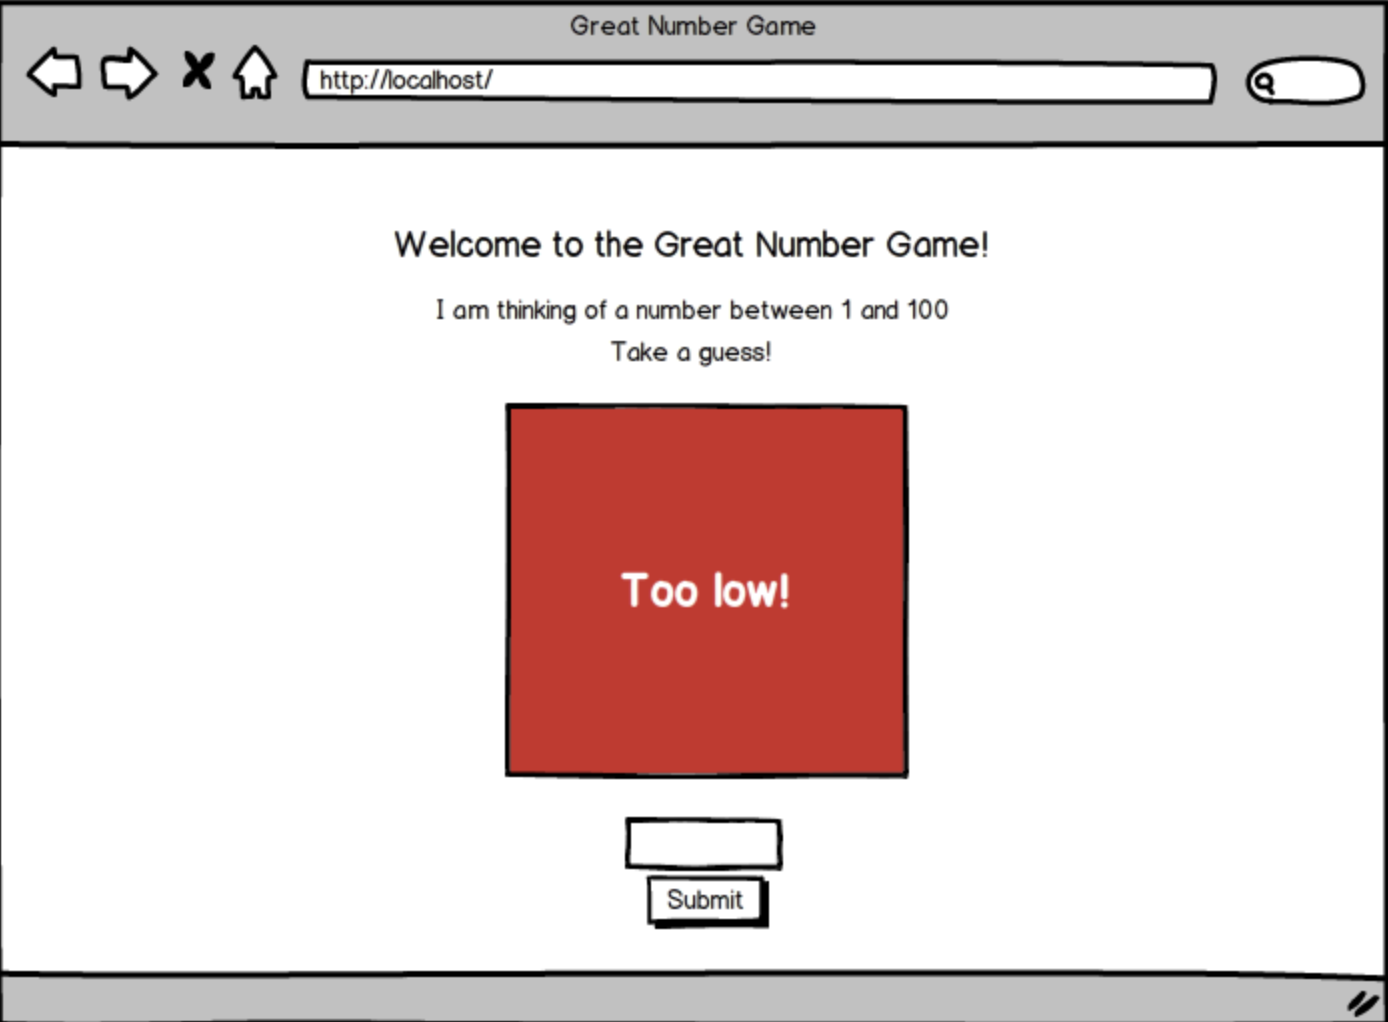 Great Number Game
http://localhost/
Welcome to the Great Number Game!
I am thinking of a number between 1 and 100
Take a guess!
Too low!
Submit